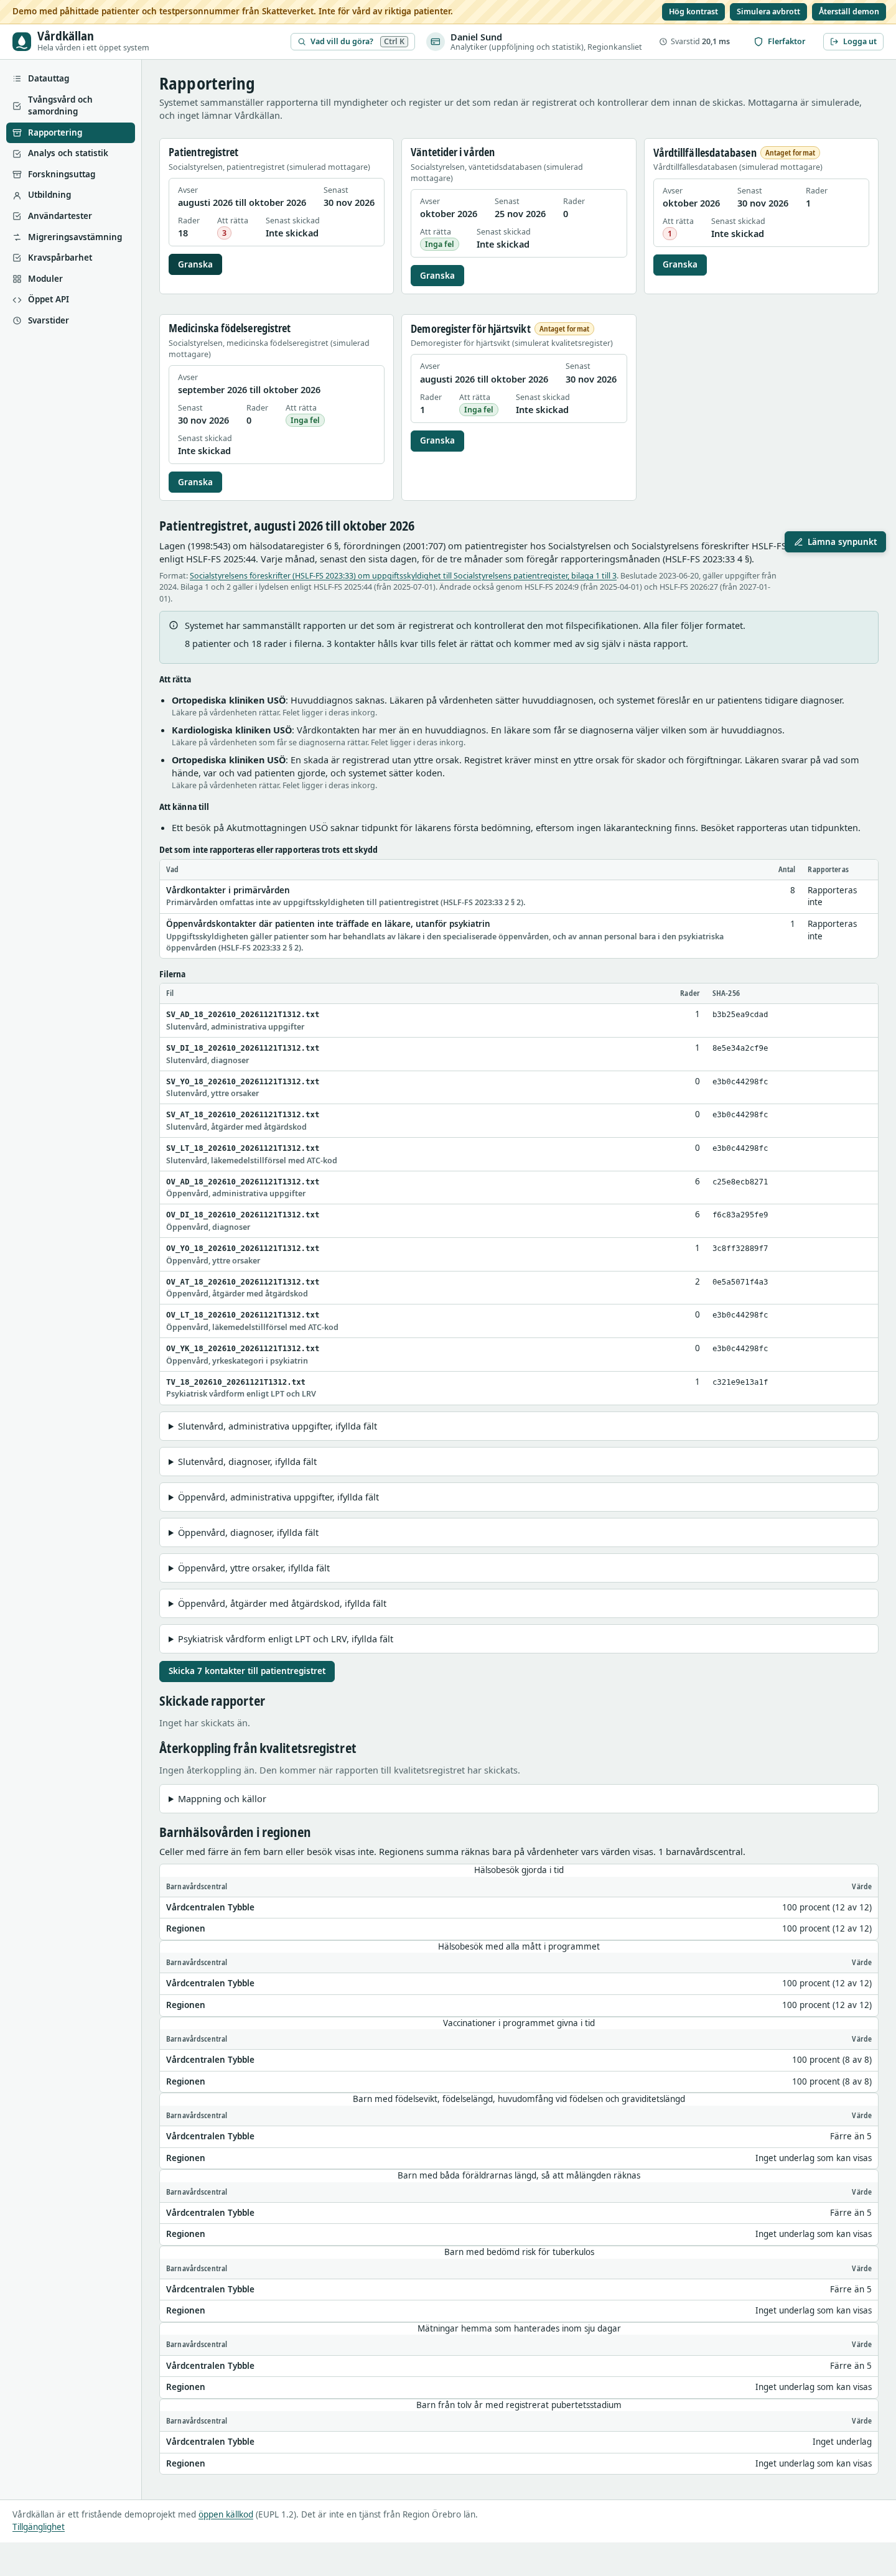 Demo med påhittade patienter och testpersonnummer från Skatteverket. Inte för vård av riktiga patienter.
Hög kontrast
Simulera avbrott
Återställ demon
Vårdkällan
Hela vården i ett öppet system
Vad vill du göra? Ctrl K
Daniel Sund
Analytiker (uppföljning och statistik), Regionkansliet
Svarstid 20,1 ms
Flerfaktor
Logga ut
Datauttag
Tvångsvård och
samordning
Rapportering
Analys och statistik
Forskningsuttag
Utbildning
Användartester
Migreringsavstämning
Kravspårbarhet
Moduler
Öppet API
Svarstider
Rapportering
Systemet sammanställer rapporterna till myndigheter och register ur det som redan är registrerat och kontrollerar dem innan de skickas. Mottagarna är simulerade,
och inget lämnar Vårdkällan.
Patientregistret
Socialstyrelsen, patientregistret (simulerad mottagare)
Avser
augusti 2026 till oktober 2026
Senast
30 nov 2026
Rader
18
Att rätta
3
Senast skickad
Inte skickad
Granska
Väntetider i vården
Socialstyrelsen, väntetidsdatabasen (simulerad
mottagare)
Avser
oktober 2026
Senast
25 nov 2026
Rader
0
Att rätta
Inga fel
Senast skickad
Inte skickad
Granska
Vårdtillfällesdatabasen Antaget format
Vårdtillfällesdatabasen (simulerad mottagare)
Avser
oktober 2026
Senast
30 nov 2026
Rader
1
Att rätta
1
Senast skickad
Inte skickad
Granska
Medicinska födelseregistret
Socialstyrelsen, medicinska födelseregistret (simulerad
mottagare)
Avser
september 2026 till oktober 2026
Senast
30 nov 2026
Rader
0
Att rätta
Inga fel
Senast skickad
Inte skickad
Granska
Demoregister för hjärtsvikt Antaget format
Demoregister för hjärtsvikt (simulerat kvalitetsregister)
Avser
augusti 2026 till oktober 2026
Senast
30 nov 2026
Rader
1
Att rätta
Inga fel
Senast skickad
Inte skickad
Granska
Patientregistret, augusti 2026 till oktober 2026
Lämna synpunkt
Lagen (1998:543) om hälsodataregister 6 §, förordningen (2001:707) om patientregister hos Socialstyrelsen och Socialstyrelsens föreskrifter HSLF-FS
enligt HSLF-FS 2025:44. Varje månad, senast den sista dagen, för de tre månader som föregår rapporteringsmånaden (HSLF-FS 2023:33 4 §).
Format: Socialstyrelsens föreskrifter (HSLF-FS 2023:33) om uppgiftsskyldighet till Socialstyrelsens patientregister, bilaga 1 till 3. Beslutade 2023-06-20, gäller uppgifter från
2024. Bilaga 1 och 2 gäller i lydelsen enligt HSLF-FS 2025:44 (från 2025-07-01). Ändrade också genom HSLF-FS 2024:9 (från 2025-04-01) och HSLF-FS 2026:27 (från 2027-01-
01).
Systemet har sammanställt rapporten ur det som är registrerat och kontrollerat den mot filspecifikationen. Alla filer följer formatet.
8 patienter och 18 rader i filerna. 3 kontakter hålls kvar tills felet är rättat och kommer med av sig själv i nästa rapport.
Att rätta
Ortopediska kliniken USÖ: Huvuddiagnos saknas. Läkaren på vårdenheten sätter huvuddiagnosen, och systemet föreslår en ur patientens tidigare diagnoser.
Läkare på vårdenheten rättar. Felet ligger i deras inkorg.
Kardiologiska kliniken USÖ: Vårdkontakten har mer än en huvuddiagnos. En läkare som får se diagnoserna väljer vilken som är huvuddiagnos.
Läkare på vårdenheten som får se diagnoserna rättar. Felet ligger i deras inkorg.
Ortopediska kliniken USÖ: En skada är registrerad utan yttre orsak. Registret kräver minst en yttre orsak för skador och förgiftningar. Läkaren svarar på vad som
hände, var och vad patienten gjorde, och systemet sätter koden.
Läkare på vårdenheten rättar. Felet ligger i deras inkorg.
Att känna till
Ett besök på Akutmottagningen USÖ saknar tidpunkt för läkarens första bedömning, eftersom ingen läkaranteckning finns. Besöket rapporteras utan tidpunkten.
Det som inte rapporteras eller rapporteras trots ett skydd
Vad Antal Rapporteras
Vårdkontakter i primärvården 8 Rapporteras
inte
Primärvården omfattas inte av uppgiftsskyldigheten till patientregistret (HSLF-FS 2023:33 2 § 2).
Öppenvårdskontakter där patienten inte träffade en läkare, utanför psykiatrin 1 Rapporteras
inte
Uppgiftsskyldigheten gäller patienter som har behandlats av läkare i den specialiserade öppenvården, och av annan personal bara i den psykiatriska
öppenvården (HSLF-FS 2023:33 2 § 2).
Filerna
Fil Rader SHA-256
SV_AD_18_202610_20261121T1312.txt 1 b3b25ea9cdad
Slutenvård, administrativa uppgifter
SV_DI_18_202610_20261121T1312.txt 1 8e5e34a2cf9e
Slutenvård, diagnoser
SV_YO_18_202610_20261121T1312.txt 0 e3b0c44298fc
Slutenvård, yttre orsaker
SV_AT_18_202610_20261121T1312.txt 0 e3b0c44298fc
Slutenvård, åtgärder med åtgärdskod
SV_LT_18_202610_20261121T1312.txt 0 e3b0c44298fc
Slutenvård, läkemedelstillförsel med ATC-kod
OV_AD_18_202610_20261121T1312.txt 6 c25e8ecb8271
Öppenvård, administrativa uppgifter
OV_DI_18_202610_20261121T1312.txt 6 f6c83a295fe9
Öppenvård, diagnoser
OV_YO_18_202610_20261121T1312.txt 1 3c8ff32889f7
Öppenvård, yttre orsaker
OV_AT_18_202610_20261121T1312.txt 2 0e5a5071f4a3
Öppenvård, åtgärder med åtgärdskod
OV_LT_18_202610_20261121T1312.txt 0 e3b0c44298fc
Öppenvård, läkemedelstillförsel med ATC-kod
OV_YK_18_202610_20261121T1312.txt 0 e3b0c44298fc
Öppenvård, yrkeskategori i psykiatrin
TV_18_202610_20261121T1312.txt 1 c321e9e13a1f
Psykiatrisk vårdform enligt LPT och LRV
Slutenvård, administrativa uppgifter, ifyllda fält
Slutenvård, diagnoser, ifyllda fält
Öppenvård, administrativa uppgifter, ifyllda fält
Öppenvård, diagnoser, ifyllda fält
Öppenvård, yttre orsaker, ifyllda fält
Öppenvård, åtgärder med åtgärdskod, ifyllda fält
Psykiatrisk vårdform enligt LPT och LRV, ifyllda fält
Skicka 7 kontakter till patientregistret
Skickade rapporter
Inget har skickats än.
Återkoppling från kvalitetsregistret
Ingen återkoppling än. Den kommer när rapporten till kvalitetsregistret har skickats.
Mappning och källor
Barnhälsovården i regionen
Celler med färre än fem barn eller besök visas inte. Regionens summa räknas bara på vårdenheter vars värden visas. 1 barnavårdscentral.
Hälsobesök gjorda i tid
Barnavårdscentral Värde
Vårdcentralen Tybble 100 procent (12 av 12)
Regionen 100 procent (12 av 12)
Hälsobesök med alla mått i programmet
Barnavårdscentral Värde
Vårdcentralen Tybble 100 procent (12 av 12)
Regionen 100 procent (12 av 12)
Vaccinationer i programmet givna i tid
Barnavårdscentral Värde
Vårdcentralen Tybble 100 procent (8 av 8)
Regionen 100 procent (8 av 8)
Barn med födelsevikt, födelselängd, huvudomfång vid födelsen och graviditetslängd
Barnavårdscentral Värde
Vårdcentralen Tybble Färre än 5
Regionen Inget underlag som kan visas
Barn med båda föräldrarnas längd, så att mållängden räknas
Barnavårdscentral Värde
Vårdcentralen Tybble Färre än 5
Regionen Inget underlag som kan visas
Barn med bedömd risk för tuberkulos
Barnavårdscentral Värde
Vårdcentralen Tybble Färre än 5
Regionen Inget underlag som kan visas
Mätningar hemma som hanterades inom sju dagar
Barnavårdscentral Värde
Vårdcentralen Tybble Färre än 5
Regionen Inget underlag som kan visas
Barn från tolv år med registrerat pubertetsstadium
Barnavårdscentral Värde
Vårdcentralen Tybble Inget underlag
Regionen Inget underlag som kan visas
Vårdkällan är ett fristående demoprojekt med öppen källkod (EUPL 1.2). Det är inte en tjänst från Region Örebro län.
Tillgänglighet